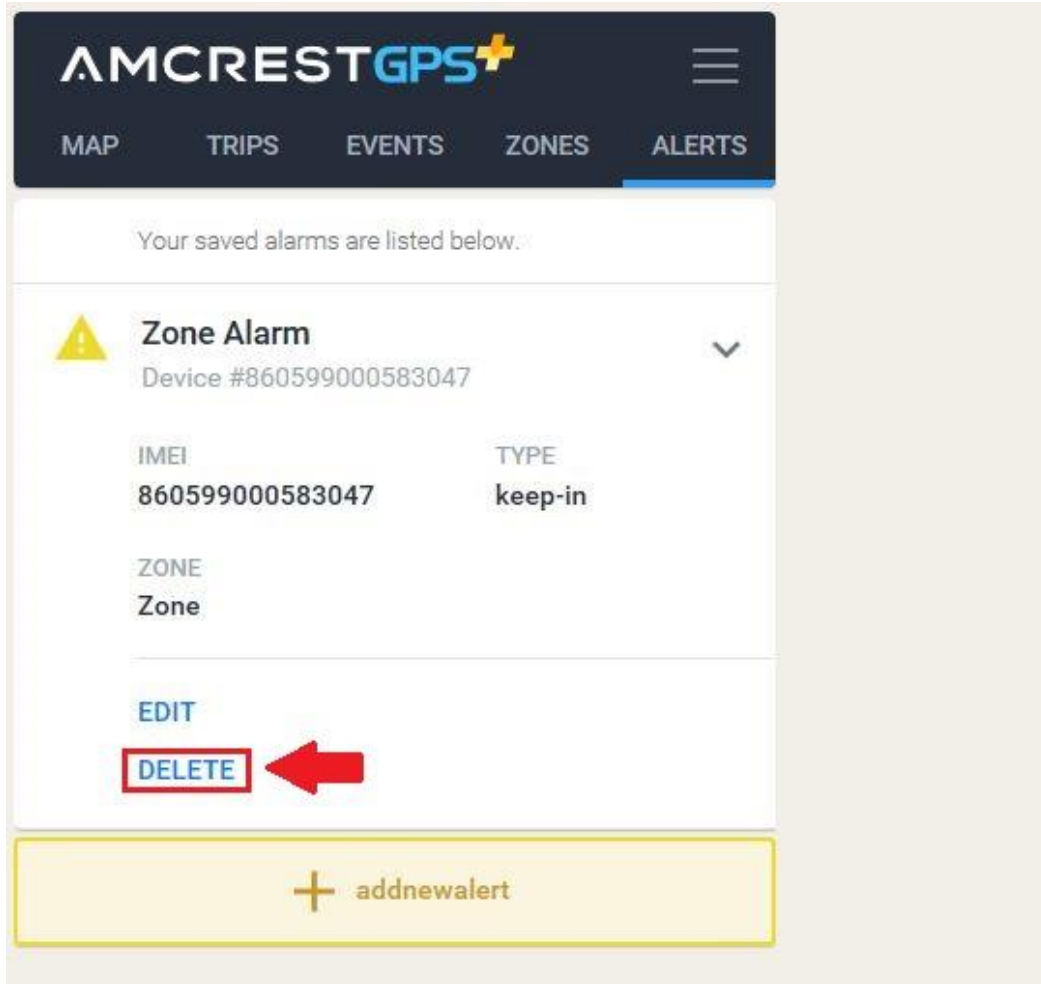 AMCRESTGPS
MAP TRIPS EVENTS ZONES ALERTS
Your saved alarms are listed below.
Zone Alarm
Device #860599000583047
IMEI TYPE
860599000583047 keep-in
ZONE
Zone
EDIT
DELETE
addnewalert